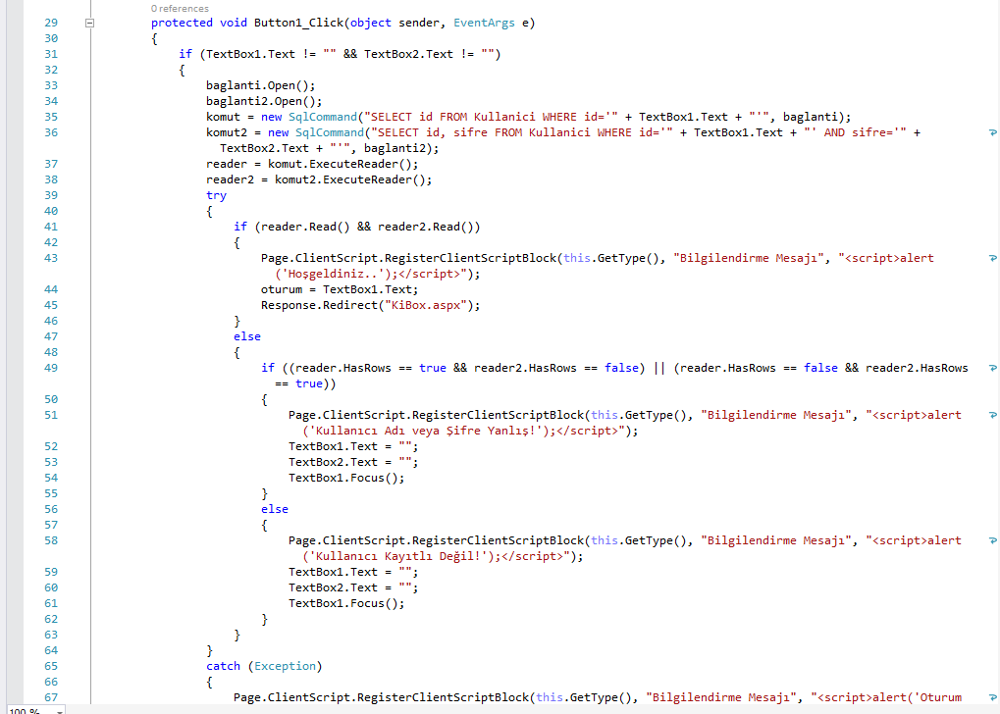 0 references
29 protected void Button1_Click(object sender, EventArgs e)
30 {
31 if (TextBox1.Text != "" && TextBox2.Text != "")
32 {
33 baglanti.Open();
34 baglanti2.Open();
35 komut = new SqlCommand("SELECT id FROM Kullanici WHERE id='" + TextBox1.Text + "'", baglanti);
36 komut2 = new SqlCommand("SELECT id, sifre FROM Kullanici WHERE id='" + TextBox1.Text + "' AND sifre='" +
TextBox2.Text + "'", baglanti2);
37 reader = komut.ExecuteReader();
38 reader2 = komut2.ExecuteReader();
39 try
40 {
41 if (reader.Read() && reader2.Read())
42 {
43 Page.ClientScript.RegisterClientScriptBlock(this.GetType(), "Bilgilendirme Mesajı", "<script>alert
('Hoşgeldiniz..');</script>");
44 oturum = TextBox1.Text;
45 Response.Redirect("KiBox.aspx");
46 }
47 else
48 {
49 if ((reader.HasRows == true && reader2.HasRows == false) || (reader.HasRows == false && reader2.HasRows
== true))
50 {
51 Page.ClientScript.RegisterClientScriptBlock(this.GetType(), "Bilgilendirme Mesajı", "<script>alert
('Kullanıcı Adı veya Şifre Yanlış!');</script>");
52 TextBox1.Text = "";
53 TextBox2.Text = "";
54 TextBox1.Focus();
55 }
56 else
57 {
58 Page.ClientScript.RegisterClientScriptBlock(this.GetType(), "Bilgilendirme Mesajı", "<script>alert
('Kullanıcı Kayıtlı Değil!');</script>");
59 TextBox1.Text = "";
60 TextBox2.Text = "";
61 TextBox1.Focus();
62 }
63 }
64 }
65 catch (Exception)
66 {
67 Page.ClientScript.RegisterClientScriptBlock(this.GetType(), "Bilgilendirme Mesajı", "<script>alert('Oturum
100 %